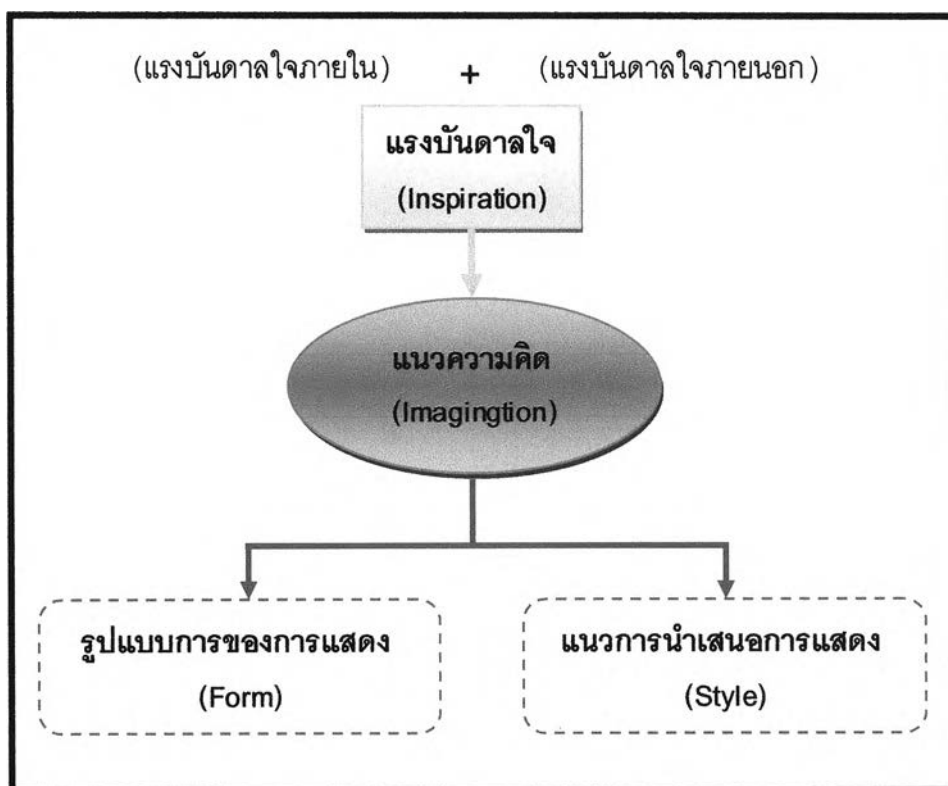 (แรงบันดาลใจภายใน) + (แรงบันดาลใจภายนอก)
แรงบันดาลใจ
(Inspiration)
แนวความคิด
(Imagingtion)
รูปแบบการของการแสดง
(Form)
แนวการนำเสนอการแสดง
(Style)